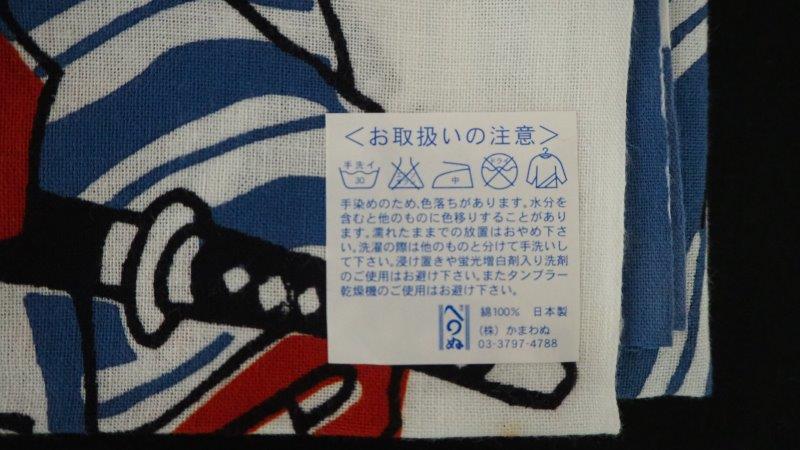 ＜お取扱いの注意＞
手洗イ
30
中
ドライ
手染めのため、色落ちがあります。水分を
含むと他のものに色移りすることがあり
ます。濡れたままでの放置はおやめ下さ
い。洗濯の際は他のものと分けて手洗いし
て下さい。浸け置きや蛍光増白剤入り洗剤
のご使用はお避け下さい。またタンブラー
乾燥機のご使用はお避け下さい。
綿100% 日本製
(株) かまわぬ
03-3797-4788